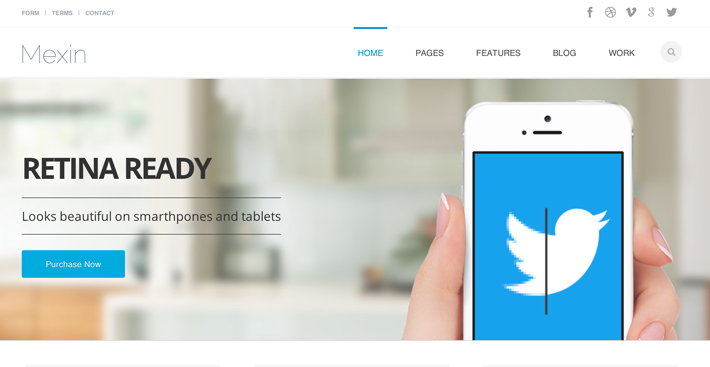 FORM | TERMS | CONTACT
Mexin
HOME PAGES FEATURES BLOG WORK
RETINA READY
Looks beautiful on smarthpones and tablets
Purchase Now